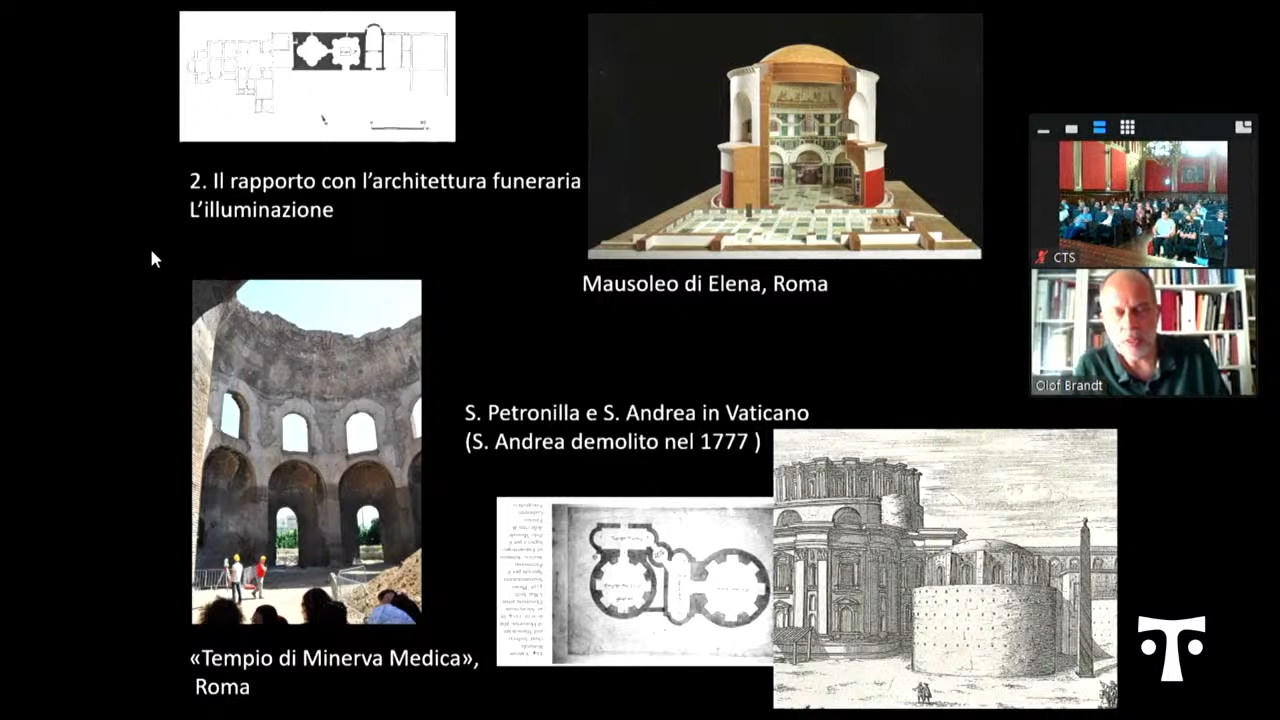 2. Il rapporto con l’architettura funeraria
L’illuminazione
Mausoleo di Elena, Roma
CTS
Olof Brandt
S. Petronilla e S. Andrea in Vaticano
(S. Andrea demolito nel 1777 )
«Tempio di Minerva Medica»,
Roma